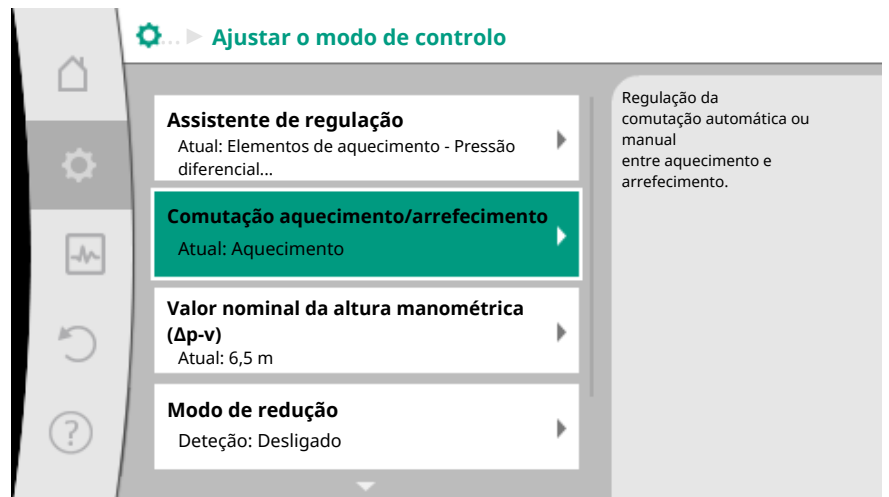 ... Ajustar o modo de controlo
Assistente de regulação
Atual: Elementos de aquecimento - Pressão
diferencial...
Comutação aquecimento/arrefecimento
Atual: Aquecimento
Valor nominal da altura manométrica
(Δp-v)
Atual: 6,5 m
Modo de redução
Deteção: Desligado
?
Regulação da
comutação automática ou
manual
entre aquecimento e
arrefecimento.